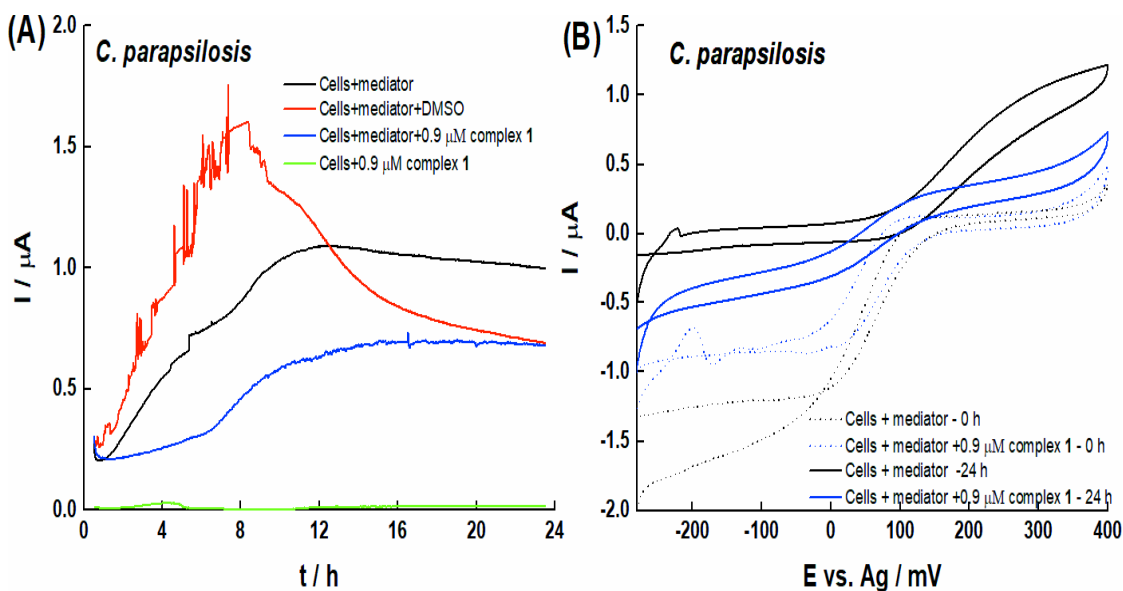 (A)
C. parapsilosis
Cells+mediator
Cells+mediator+DMSO
Cells+mediator+0.9 μM complex 1
Cells+0.9 μM complex 1
2.0
1.5
1.0
0.5
0.0
I / μA
0 4 8 12 16 20 24
t / h
(B)
C. parapsilosis
1.5
1.0
0.5
0.0
-0.5
-1.0
-1.5
-2.0
I / μA
Cells + mediator - 0 h
Cells + mediator +0.9 μM complex 1 - 0 h
Cells + mediator -24 h
Cells + mediator +0.9 μM complex 1 - 24 h
-200 -100 0 100 200 300 400
E vs. Ag / mV